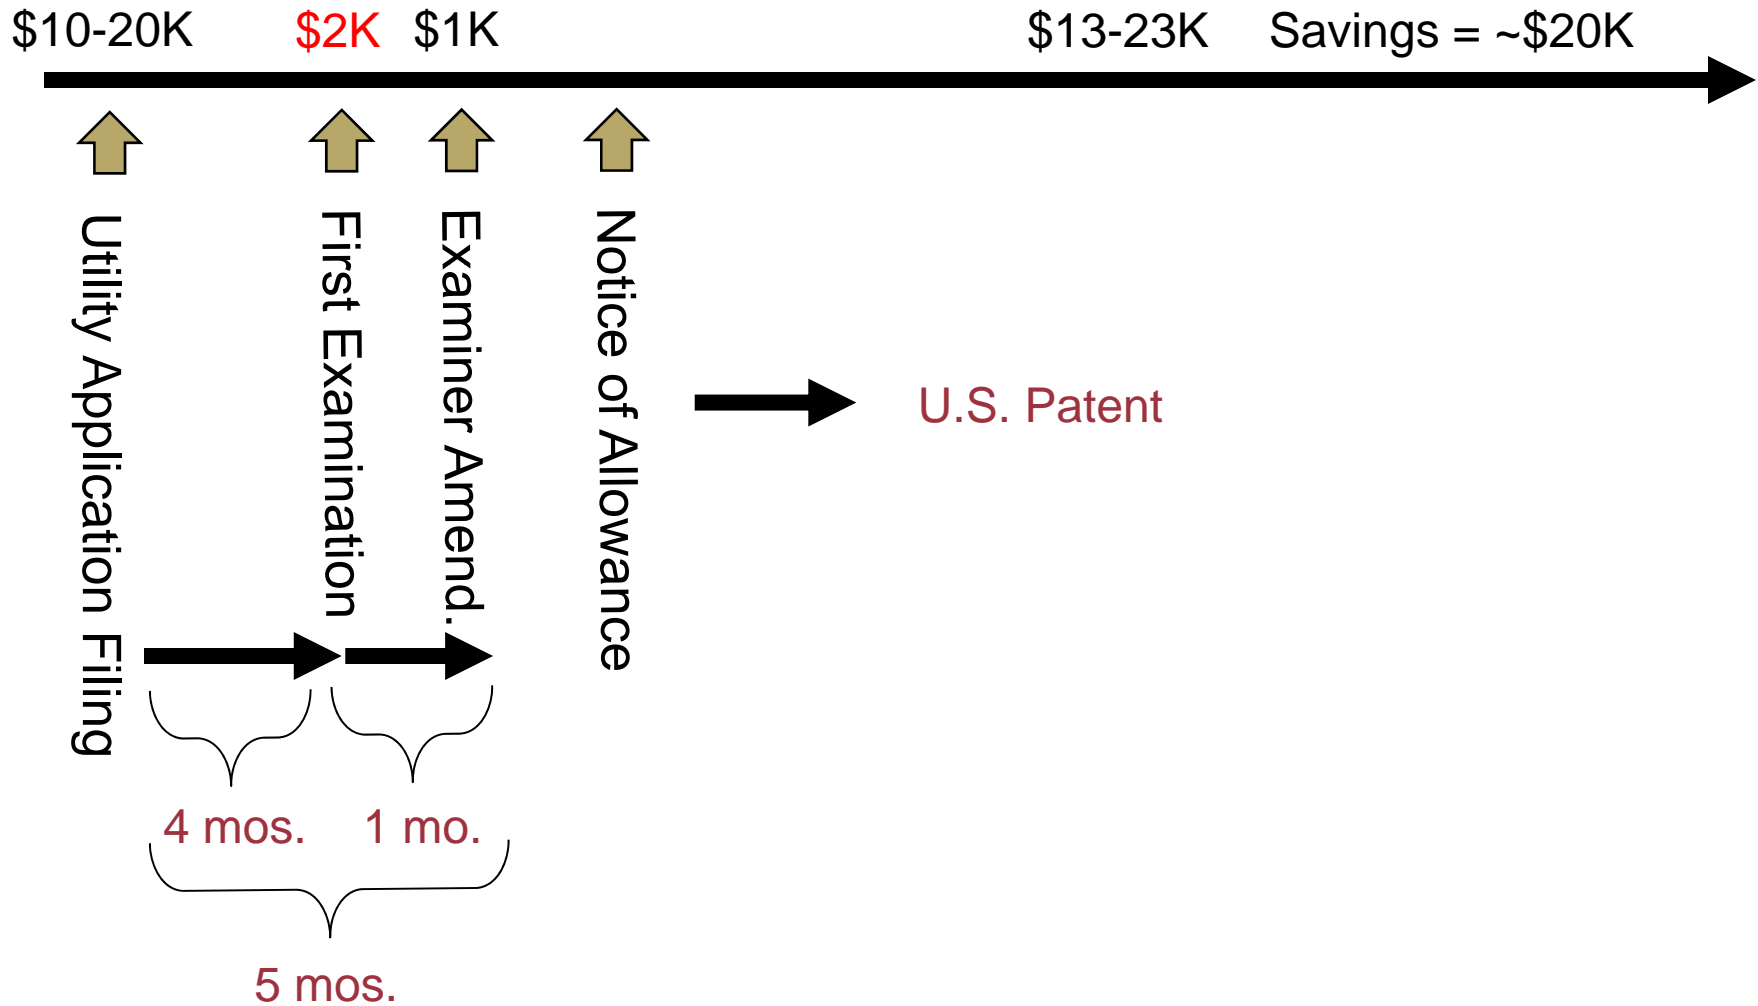 $10-20K
$2K
$1K
$13-23K
Savings = ~$20K
Utility Application Filing
First Examination
Examiner Amend.
Notice of Allowance
U.S. Patent
4 mos.
1 mo.
5 mos.